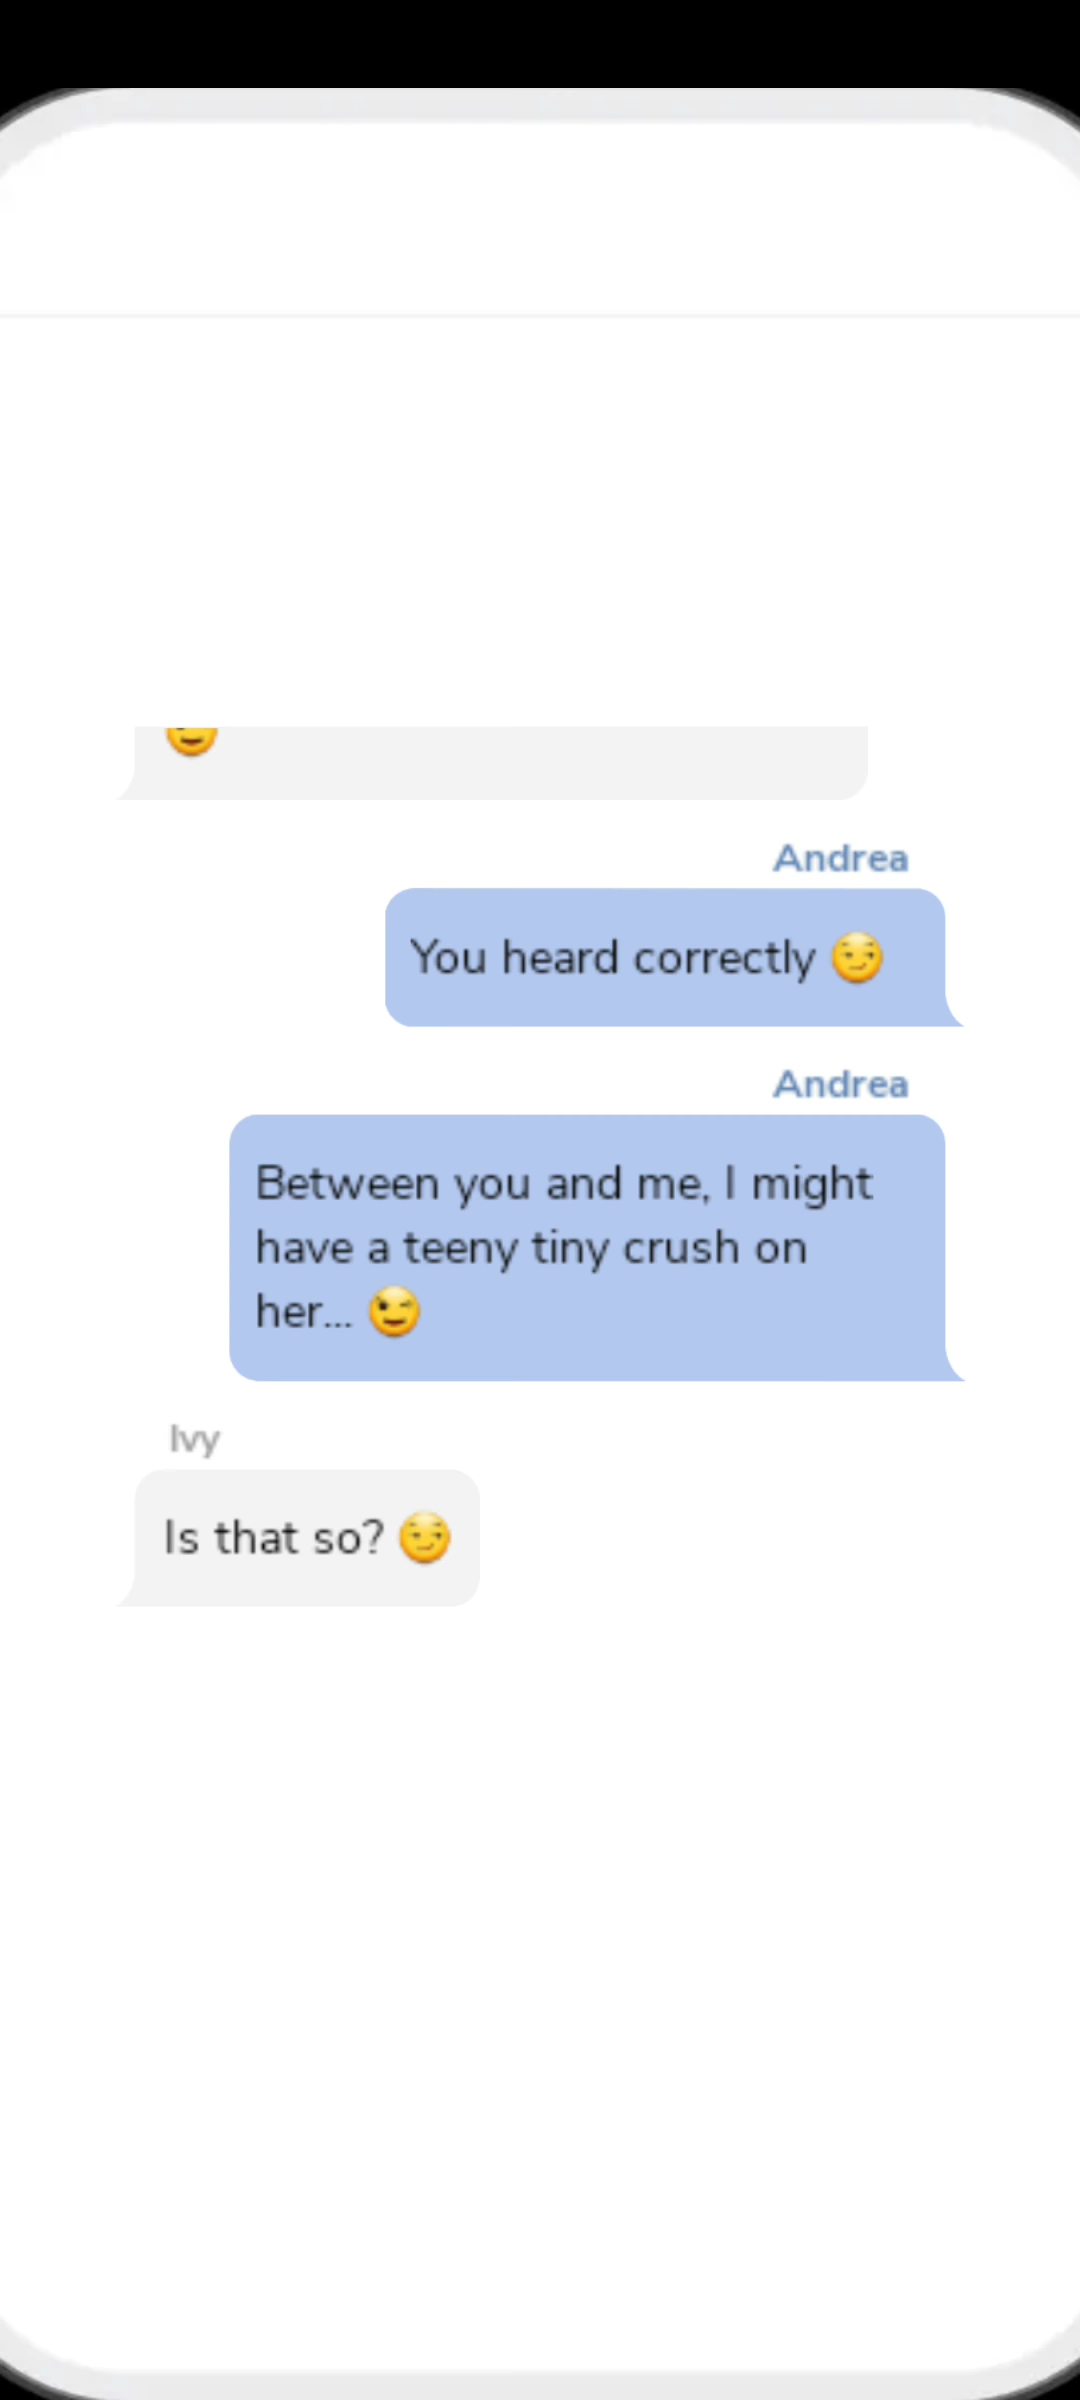 😉
Andrea
You heard correctly 😏
Andrea
Between you and me, I might
have a teeny tiny crush on
her... 😉
Ivy
Is that so? 😏